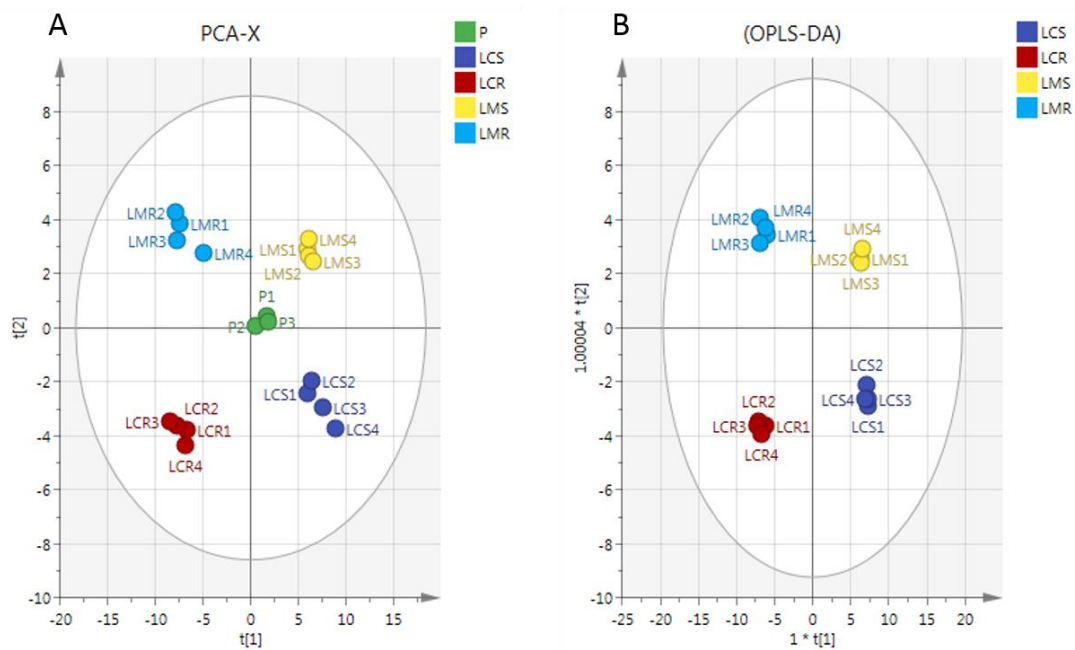 A
PCA-X
P
LCS
LCR
LMS
LMR
8
6
4
2
0
-2
-4
-6
-8
-10
t[2]
LMR2
LMR1
LMR3
LMR4
LMS1
LMS4
LMS2
LMS3
P1
P2
P3
LCS2
LCS1
LCS3
LCS4
LCR2
LCR3
LCR1
LCR4
-20 -15 -10 -5 0 5 10 15
t[1]
B
(OPLS-DA)
LCS
LCR
LMS
LMR
8
6
4
2
0
-2
-4
-6
-8
-10
1.00004 * t[2]
LMR2
LMR4
LMR3
LMR1
LMS4
LMS2
LMS1
LMS3
LCS2
LCS4
LCS3
LCS1
LCR2
LCR3
LCR1
LCR4
-25 -20 -15 -10 -5 0 5 10 15 20
1 * t[1]